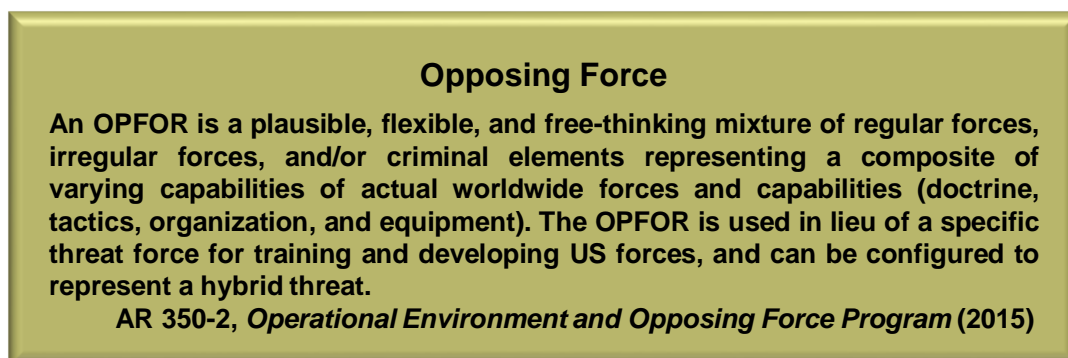 Opposing Force
An OPFOR is a plausible, flexible, and free-thinking mixture of regular forces,
irregular forces, and/or criminal elements representing a composite of
varying capabilities of actual worldwide forces and capabilities (doctrine,
tactics, organization, and equipment). The OPFOR is used in lieu of a specific
threat force for training and developing US forces, and can be configured to
represent a hybrid threat.
AR 350-2, Operational Environment and Opposing Force Program (2015)